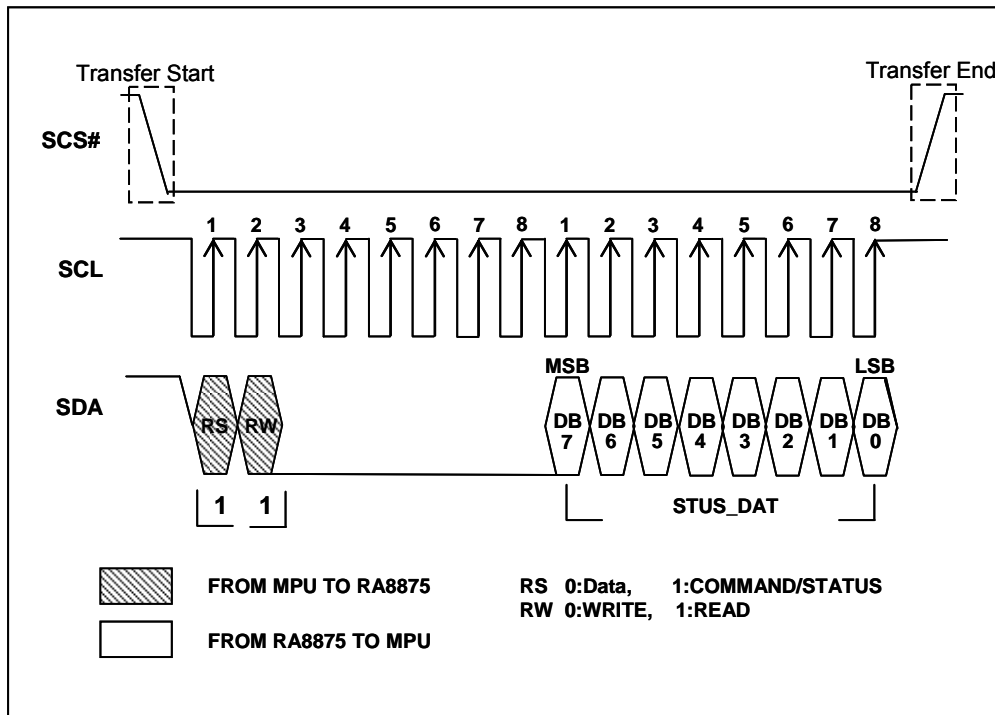 Transfer Start
Transfer End
SCS#
1 2 3 4 5 6 7 8 1 2 3 4 5 6 7 8
SCL
MSB
LSB
SDA
RS RW DB 7 DB 6 DB 5 DB 4 DB 3 DB 2 DB 1 DB 0
1 1
STUS_DAT
FROM MPU TO RA8875
RS 0:Data, 1:COMMAND/STATUS
RW 0:WRITE, 1:READ
FROM RA8875 TO MPU